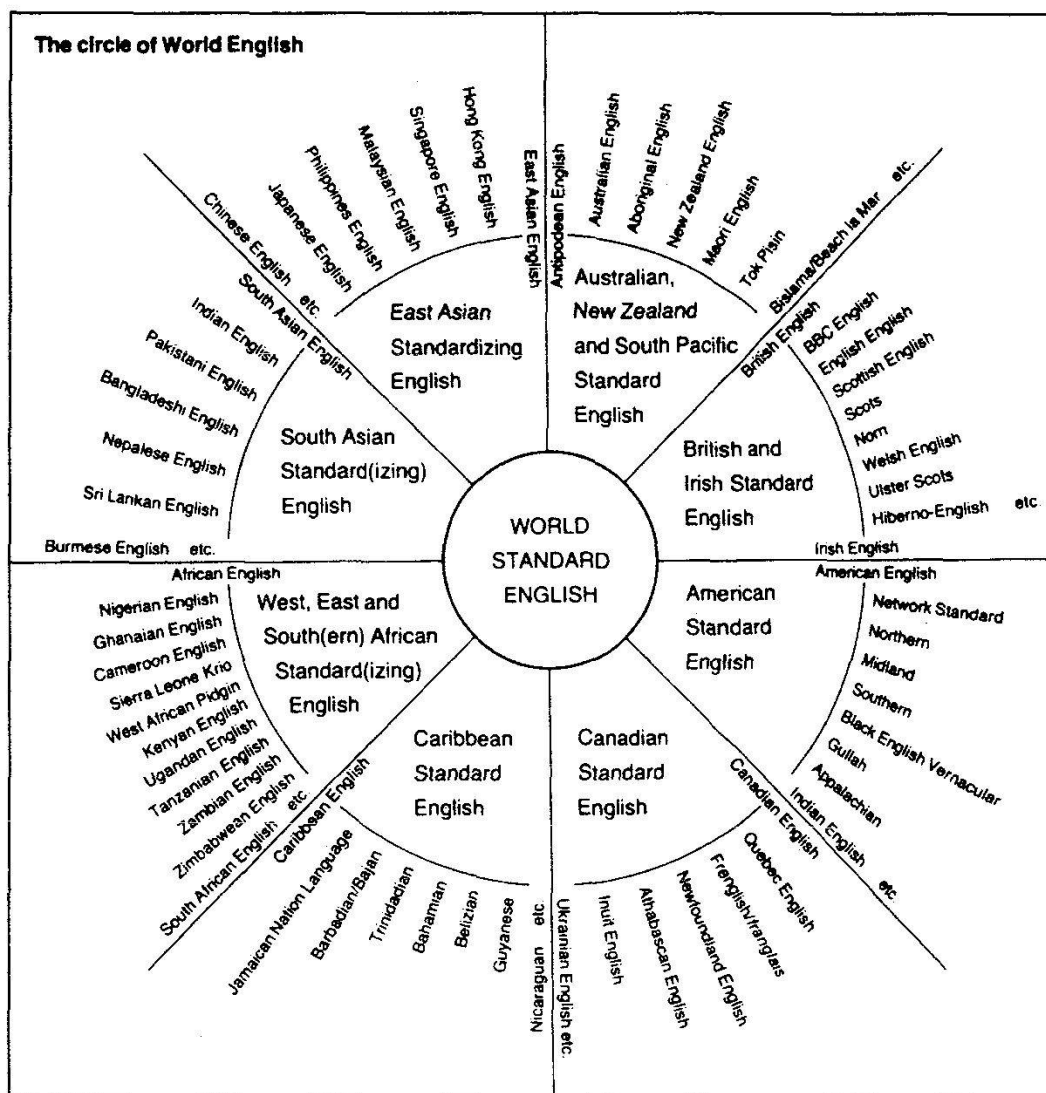 The circle of World English
WORLD
STANDARD
ENGLISH
Australian,
New Zealand
and South Pacific
Standard
English
Antipodean English
Australian English
Aboriginal English
New Zealand English
Maori English
Tok Pisin
Bislama/Beach la Mar etc.
British and
Irish Standard
English
British English
BBC English
English English
Scottish English
Scots
Norn
Welsh English
Ulster Scots
Hiberno-English etc.
Irish English
American
Standard
English
American English
Network Standard
Northern
Midland
Southern
Black English Vernacular
Gullah
Appalachian
Indian English etc
Canadian
Standard
English
Canadian English
Quebec English
Frenglish/franglais
Newfoundland English
Athabascan English
Inuit English
Ukrainian English etc.
Caribbean
Standard
English
Caribbean English
Jamaican Nation Language
Barbadian/Bajan
Trinidadian
Bahamian
Belizian
Guyanese
Nicaraguan etc.
West, East and
South(ern) African
Standard(izing)
English
African English
Nigerian English
Ghanaian English
Cameroon English
Sierra Leone Krio
West African Pidgin
Kenyan English
Ugandan English
Tanzanian English
Zambian English
Zimbabwean English
South African English etc.
South Asian
Standard(izing)
English
South Asian English
Indian English
Pakistani English
Bangladeshi English
Nepalese English
Sri Lankan English
Burmese English etc.
East Asian
Standardizing
English
East Asian English
Hong Kong English
Singapore English
Malaysian English
Philippines English
Japanese English
Chinese English etc.